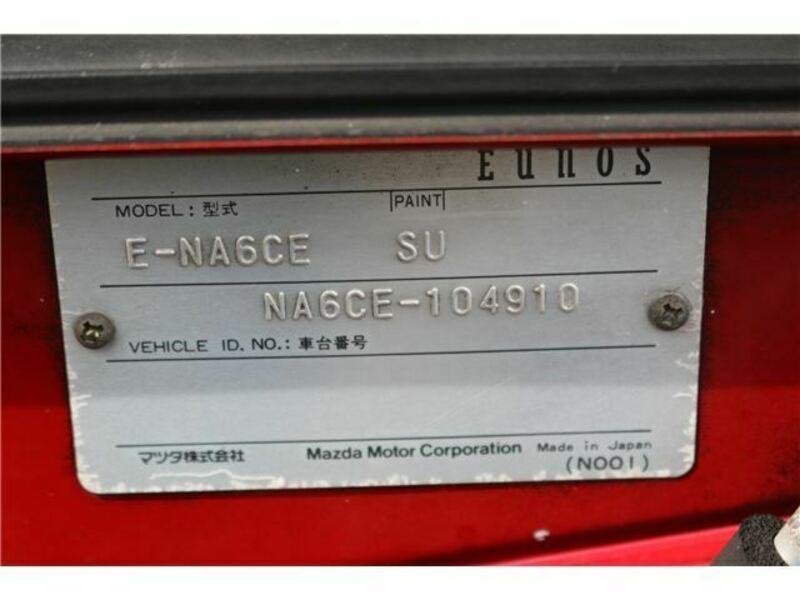 Eunos
MODEL : 型式 PAINT
E-NA6CE SU
NA6CE-104910
VEHICLE ID. NO.: 車台番号
マツダ株式会社 Mazda Motor Corporation Made in Japan
(N001)